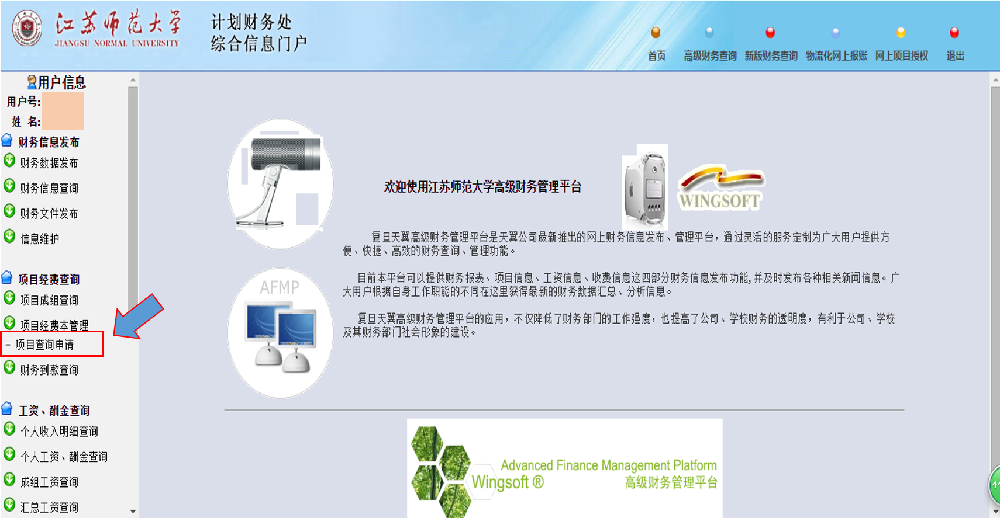 江苏师范大学
JIANGSU NORMAL UNIVERSITY
计划财务处
综合信息门户
首页
高级财务查询
新版财务查询
物流化网上报账
网上项目授权
退出
用户信息
用户号:
姓 名:
财务信息发布
财务数据发布
财务信息查询
财务文件发布
信息维护
项目经费查询
项目成组查询
项目经费本管理
- 项目查询申请
财务到款查询
工资、酬金查询
个人收入明细查询
个人工资、酬金查询
成组工资查询
汇总工资查询
欢迎使用江苏师范大学高级财务管理平台
WINGSOFT
复旦天翼高级财务管理平台是天翼公司最新推出的网上财务信息发布、管理平台，通过灵活的服务定制为广大用户提供方
便、快捷、高效的财务查询、管理功能。
目前本平台可以提供财务报表、项目信息、工资信息、收费信息这四部分财务信息发布功能,并及时发布各种相关新闻信息。广
大用户根据自身工作职能的不同在这里获得最新的财务数据汇总、分析信息。
复旦天翼高级财务管理平台的应用，不仅降低了财务部门的工作强度，也提高了公司、学校财务的透明度，有利于公司、学校
及其财务部门社会形象的建设。
AFMP
Advanced Finance Management Platform
Wingsoft ®
高级财务管理平台